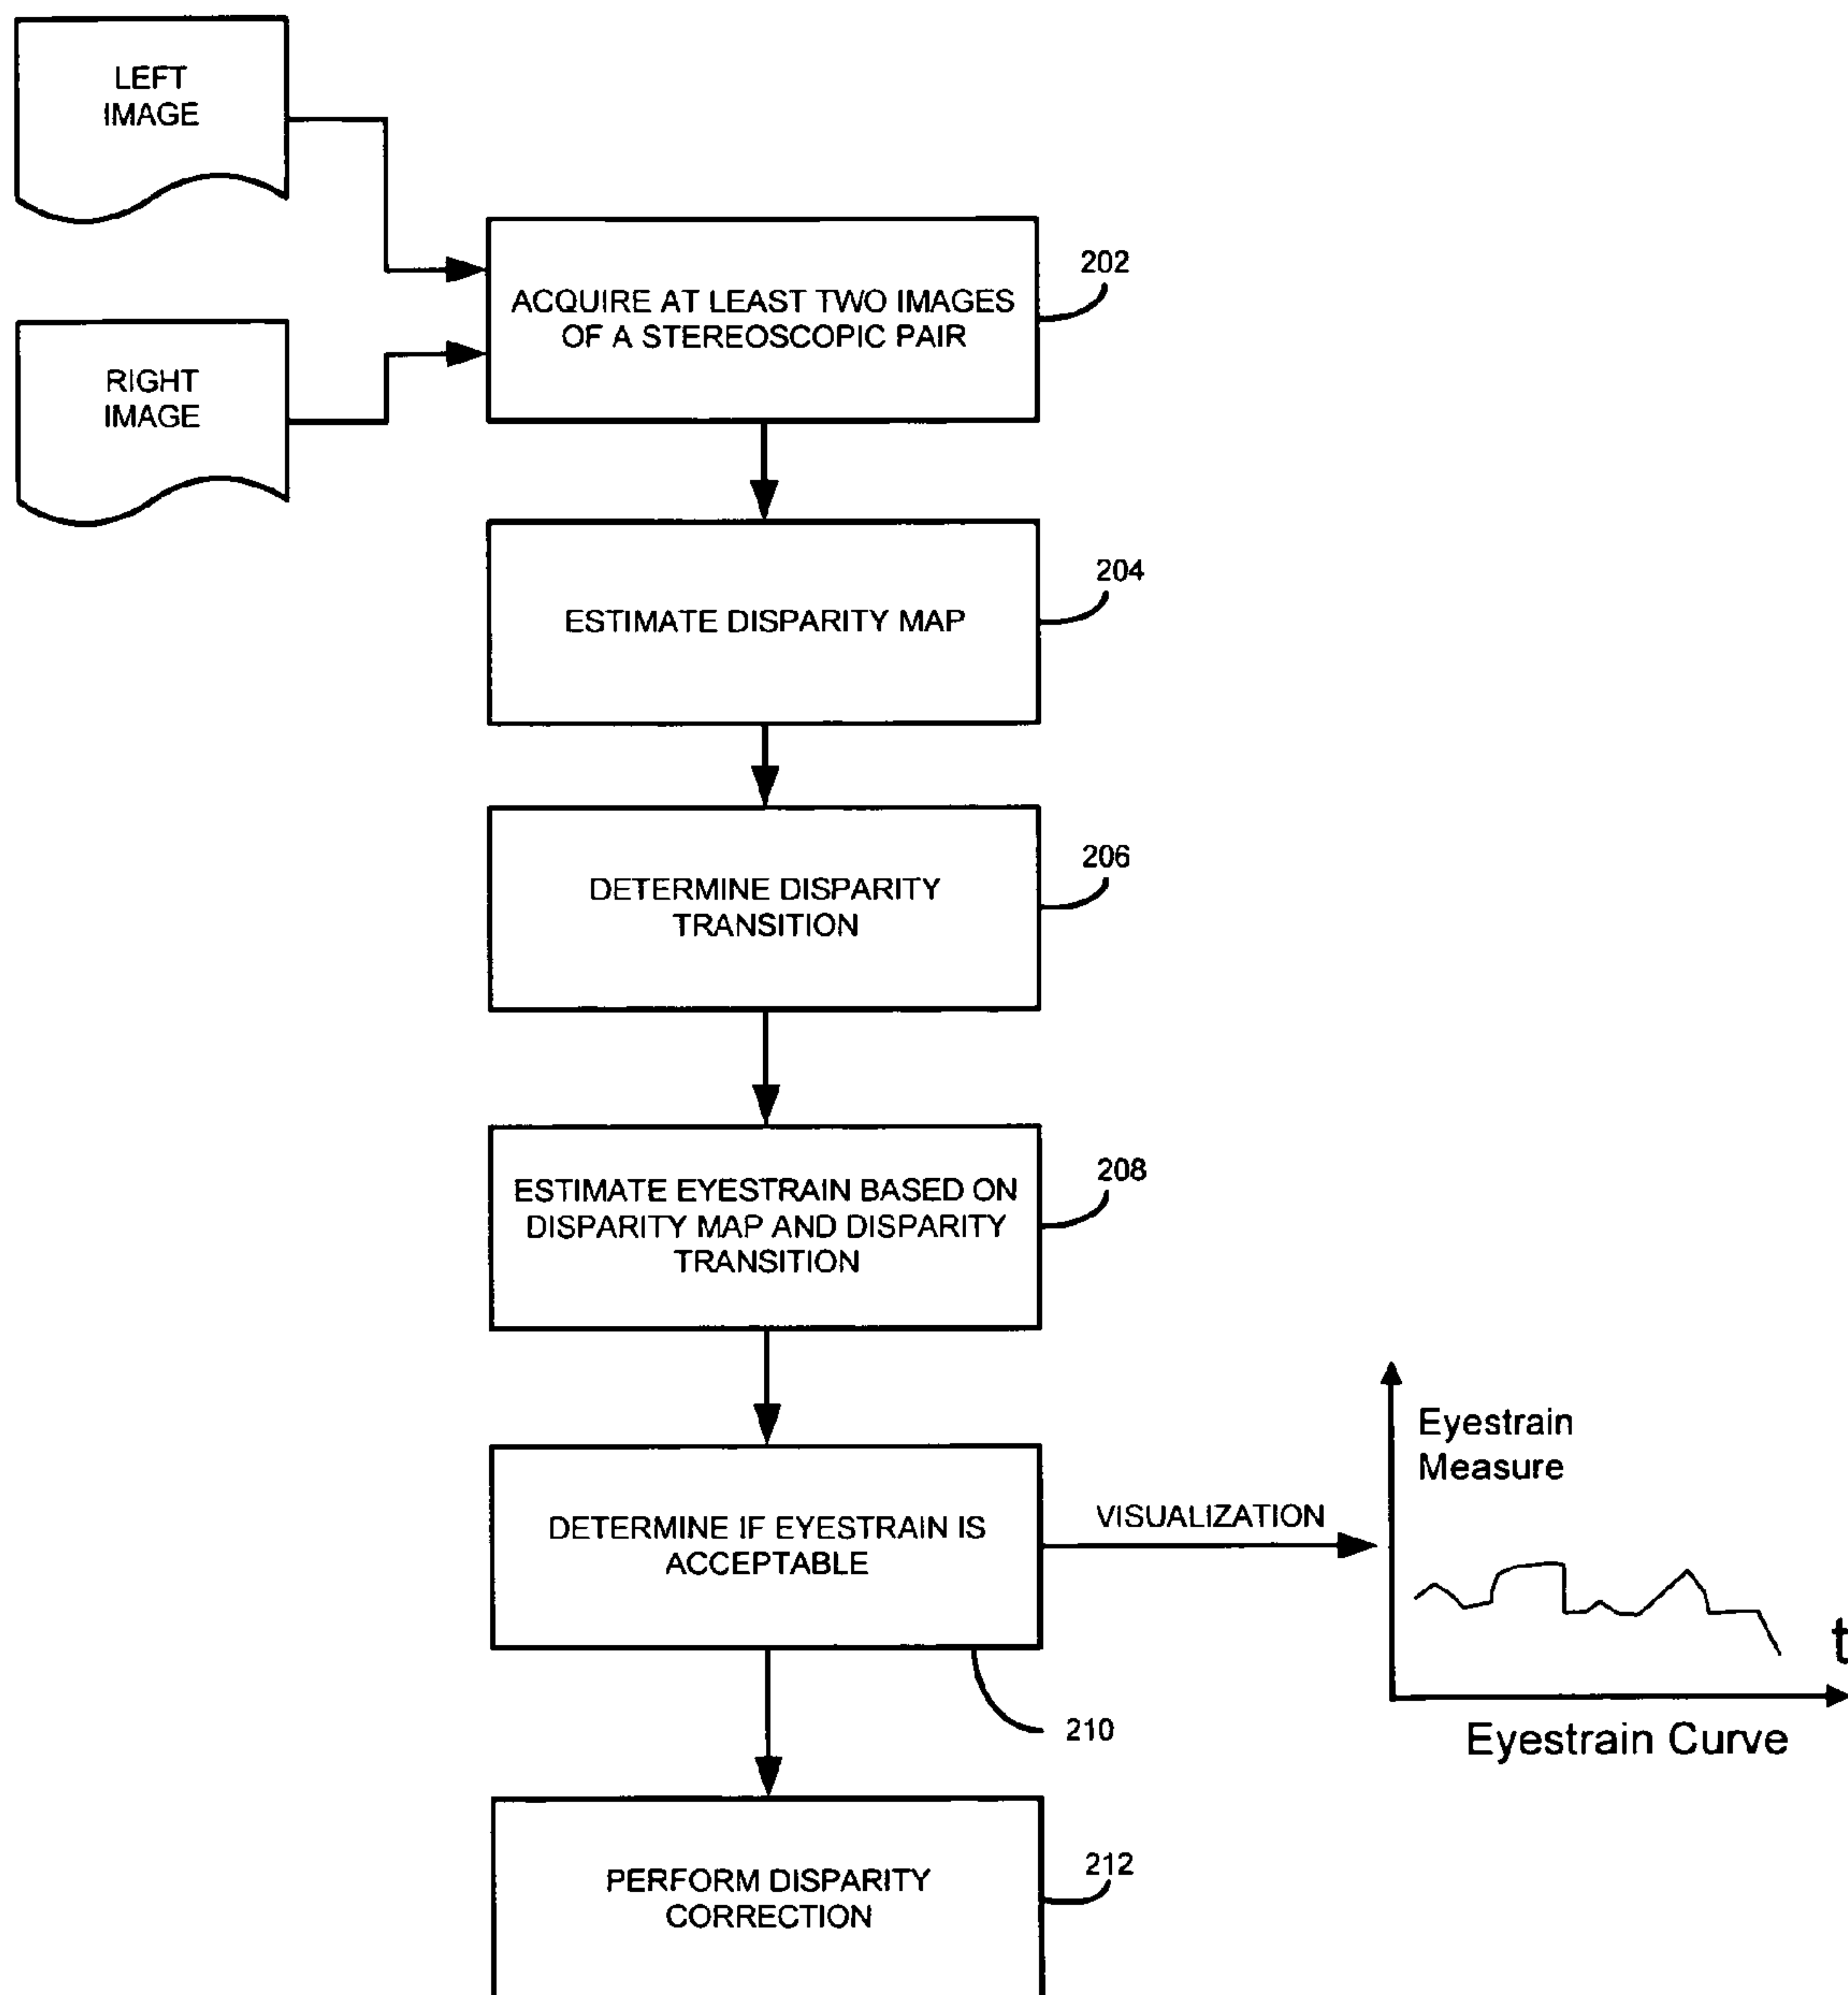 LEFT
IMAGE
RIGHT
IMAGE
202
ACQUIRE AT LEAST TWO IMAGES
OF A STEREOSCOPIC PAIR
204
ESTIMATE DISPARITY MAP
206
DETERMINE DISPARITY
TRANSITION
208
ESTIMATE EYESTRAIN BASED ON
DISPARITY MAP AND DISPARITY
TRANSITION
DETERMINE IF EYESTRAIN IS
ACCEPTABLE
210
VISUALIZATION
Eyestrain
Measure
t
Eyestrain Curve
212
PERFORM DISPARITY
CORRECTION